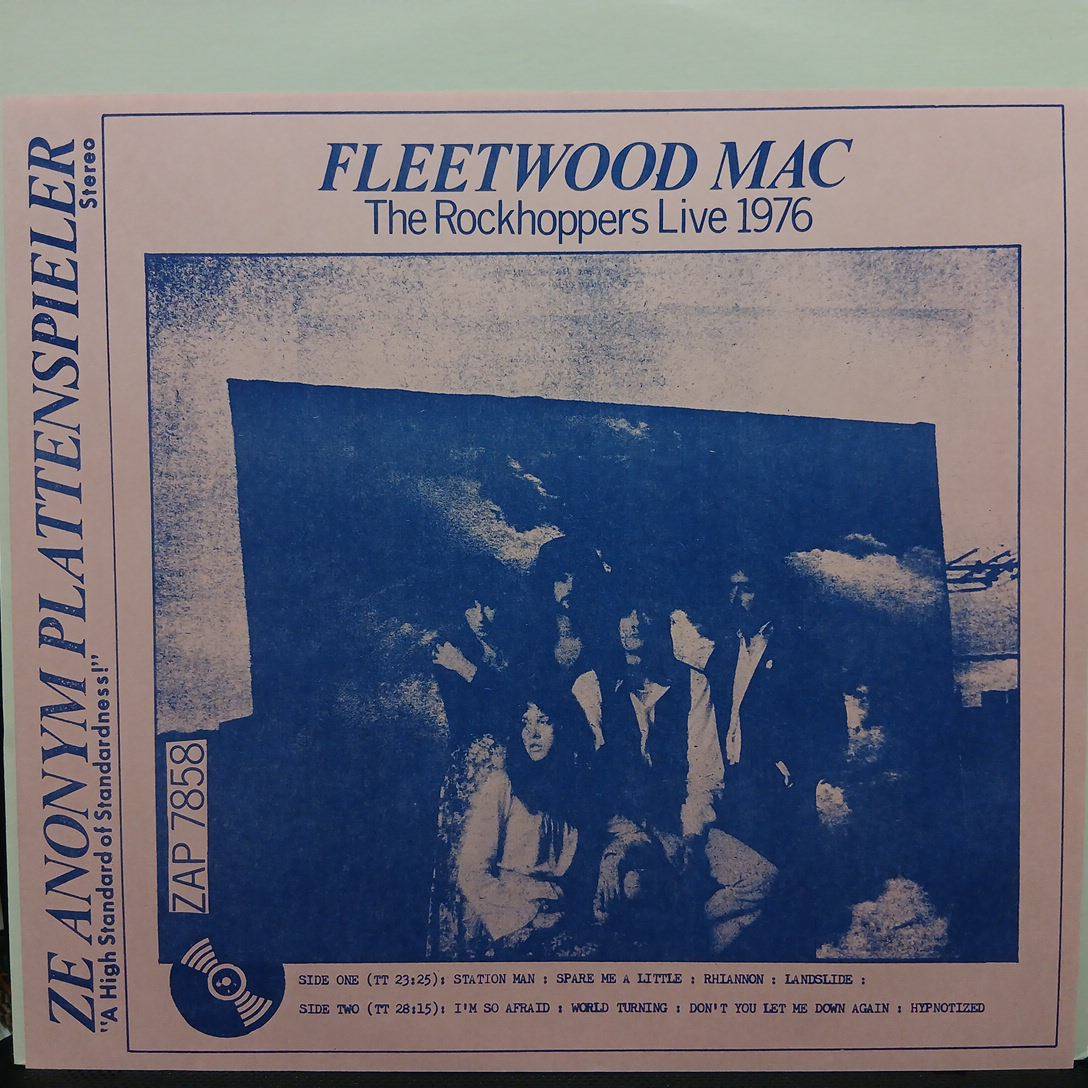 FLEETWOOD MAC
The Rockhoppers Live 1976
ZE ANONYM PLATTENSPIELER
Stereo
"A High Standard of Standardness!"
ZAP 7858
SIDE ONE (TT 23:25): STATION MAN : SPARE ME A LITTLE : RHIANNON : LANDSLIDE :
SIDE TWO (TT 28:15): I'M SO AFRAID : WORLD TURNING : DON'T YOU LET ME DOWN AGAIN : HYPNOTIZED